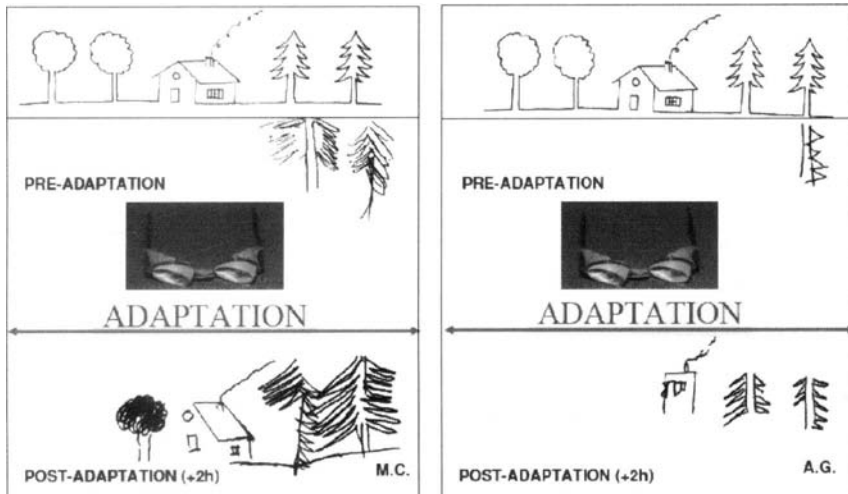 PRE-ADAPTATION
ADAPTATION
POST-ADAPTATION (+2h)
M.C.
PRE-ADAPTATION
ADAPTATION
POST-ADAPTATION (+2h)
A.G.